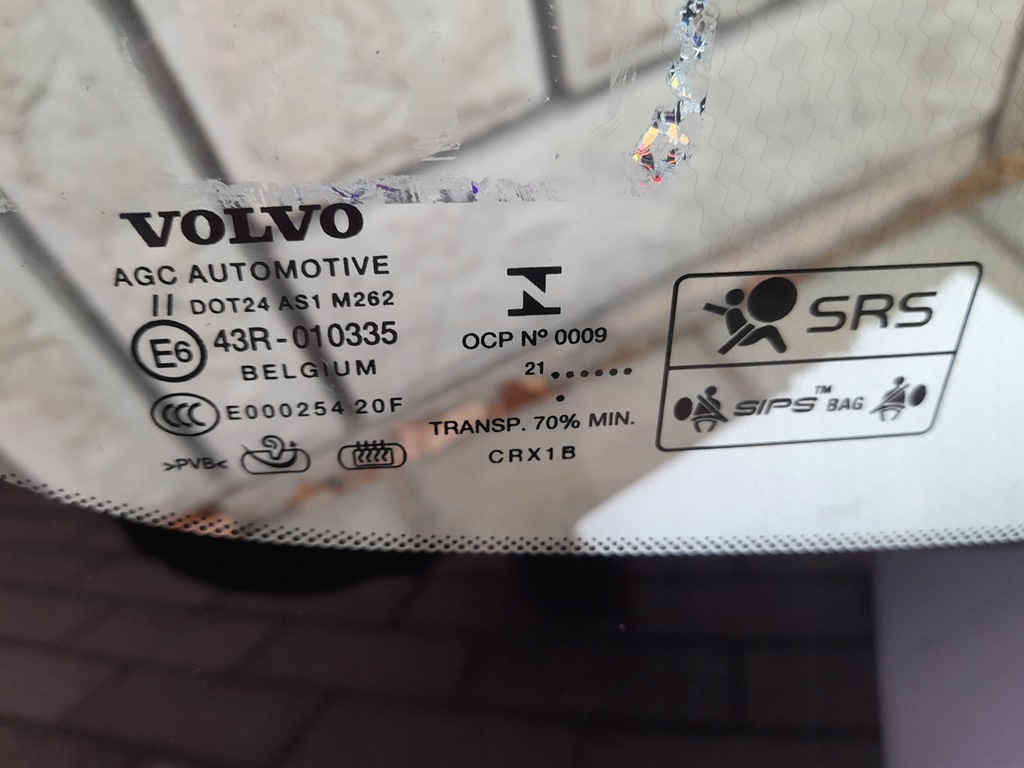 VOLVO
AGC AUTOMOTIVE
II DOT24 AS1 M262
E6 43R-010335
BELGIUM
CCC E000254 20F
>PVB<
OCP Nº 0009
21 . . . . . .
.
TRANSP. 70% MIN.
CRX1B
SRS
SIPS™ BAG